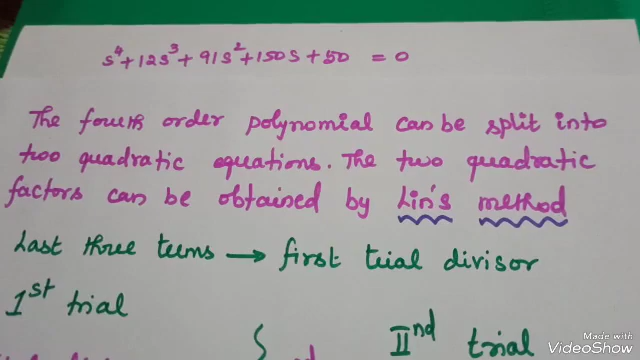 s⁴+12s³+91s²+150s+50 = 0
The fourth order polynomial can be split into
two quadratic equations. The two quadratic
factors can be obtained by Lin's method
Last three terms → first trial divisor
1st trial
IInd trial
Made with
VideoShow